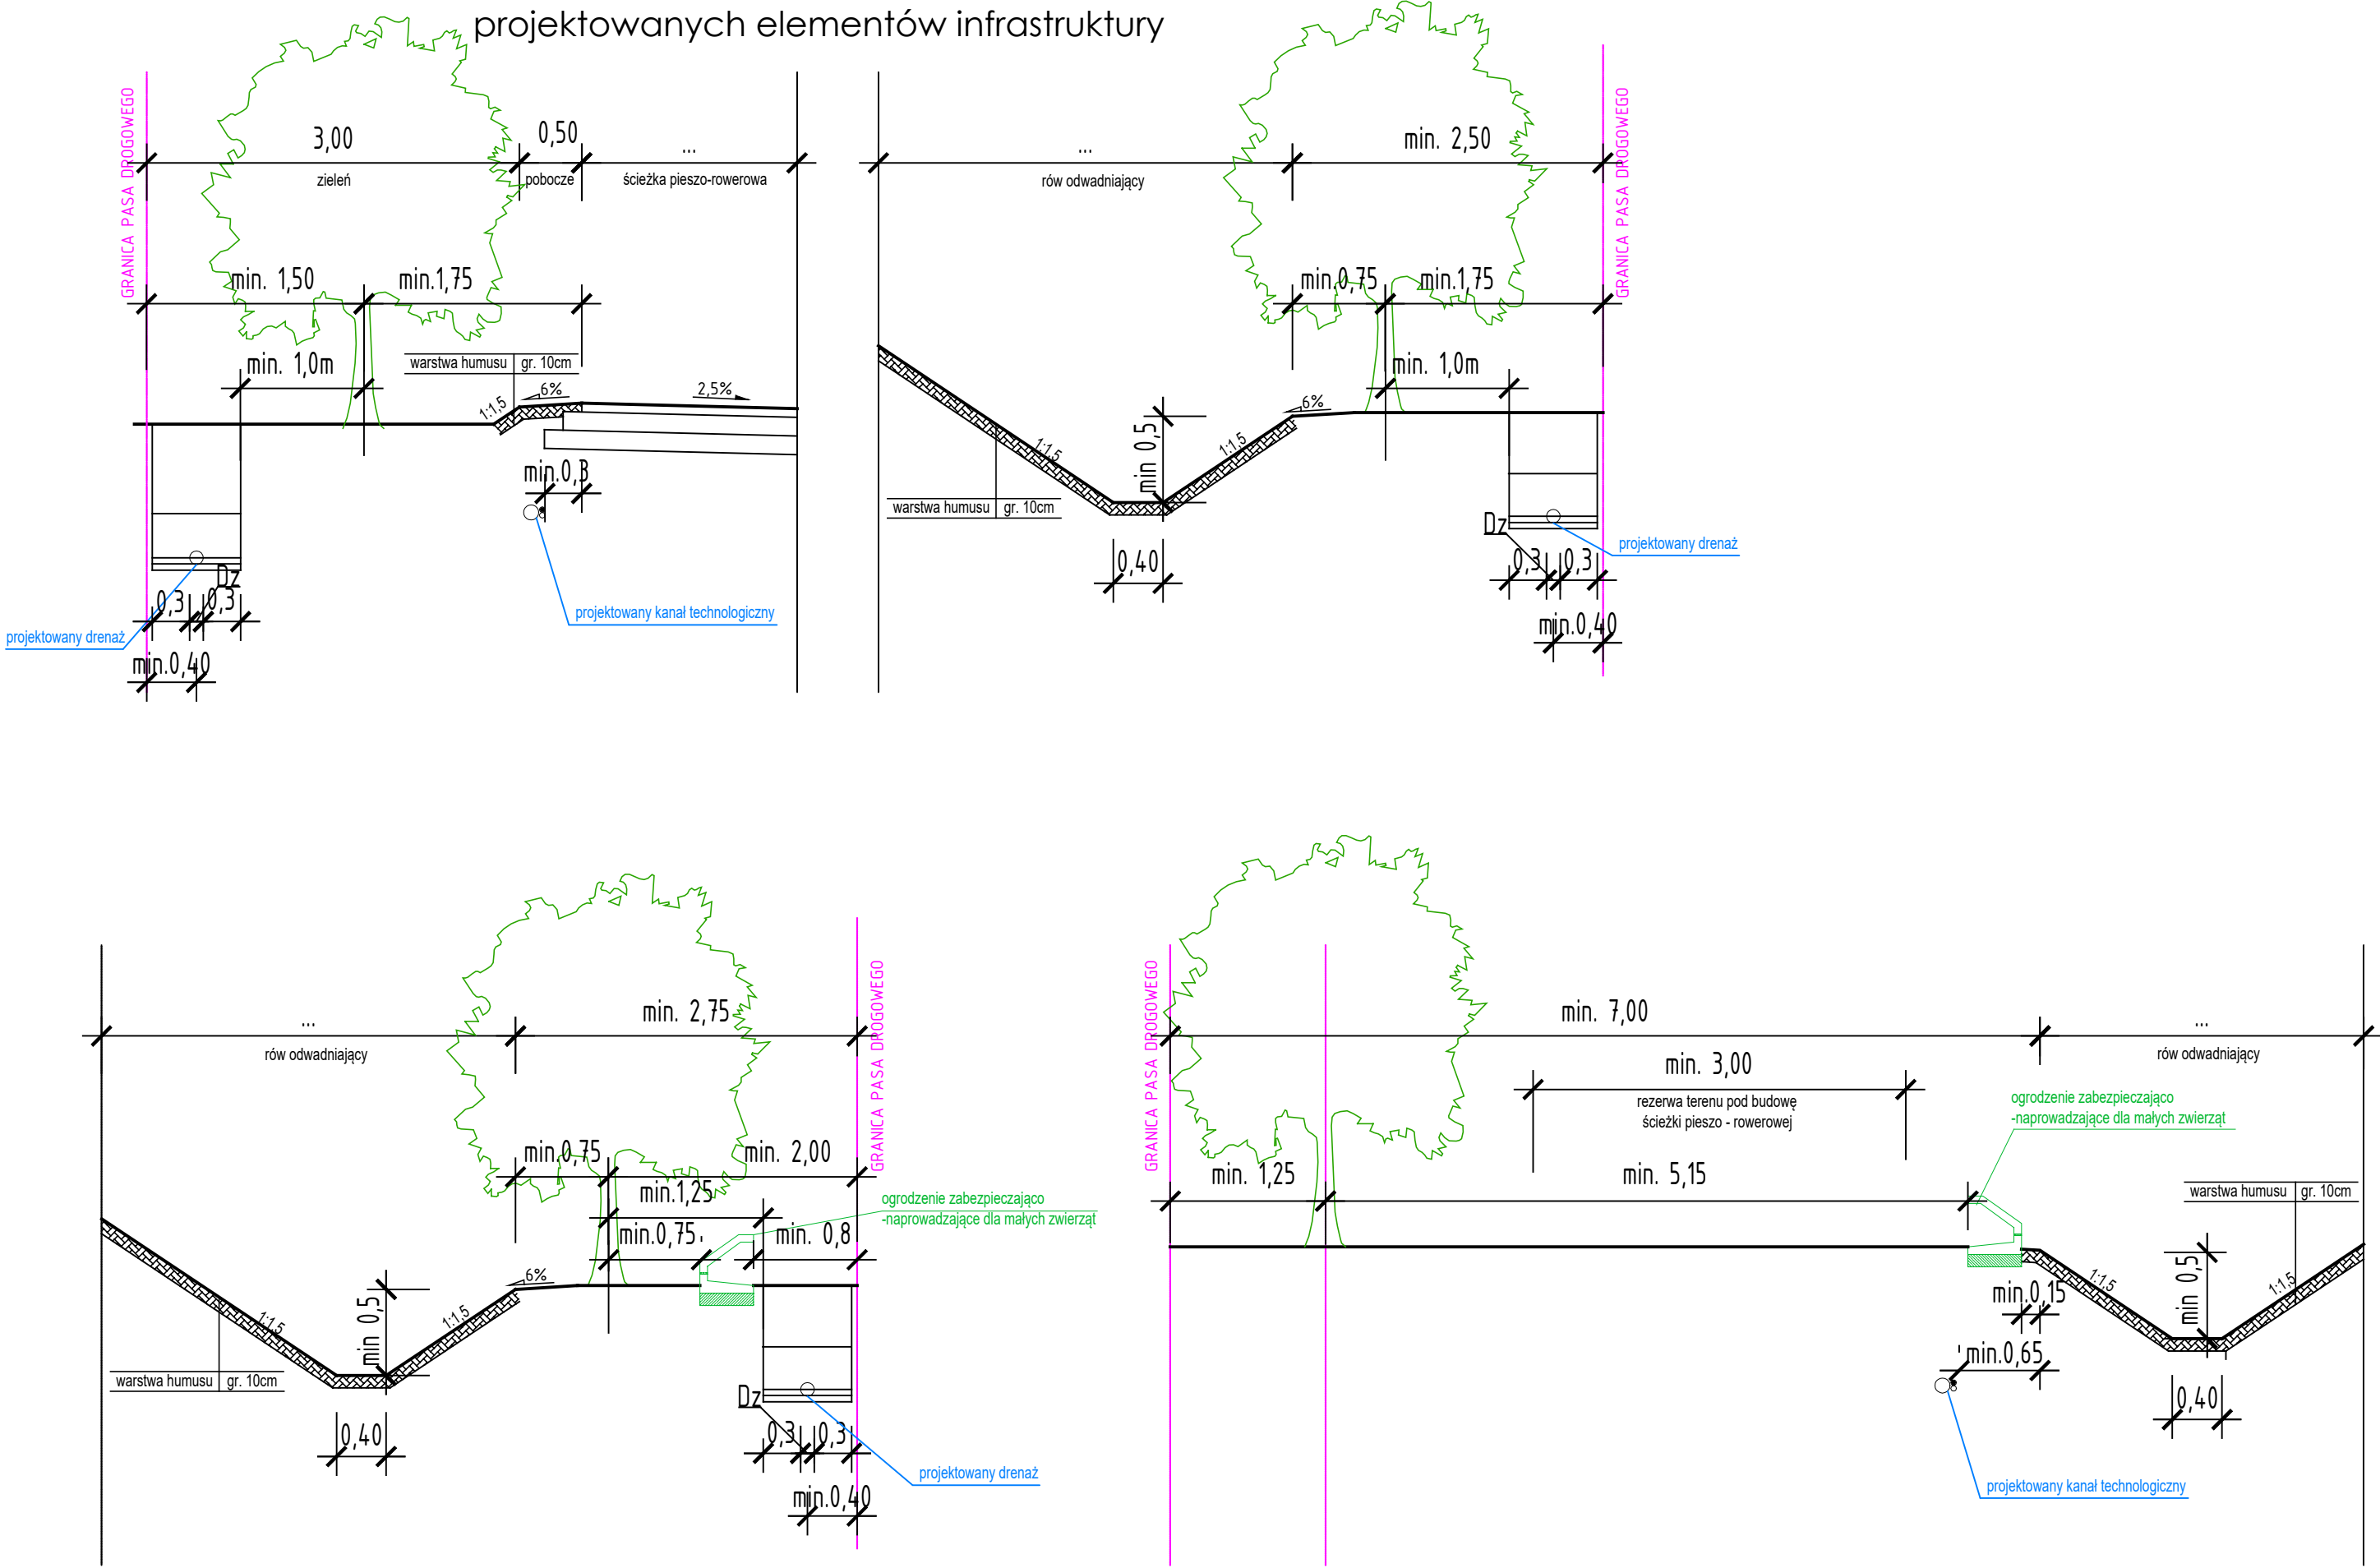 projektowanych elementów infrastruktury
GRANICA PASA DROGOWEGO
3,00
zieleń
0,50
pobocze
...
ścieżka pieszo-rowerowa
min. 1,50
min.1,75
min. 1,0m
warstwa humusu gr. 10cm
1:1,5
6%
2,5%
min.0,3
projektowany kanał technologiczny
Dz
0,3
0,3
projektowany drenaż
min.0,40
...
rów odwadniający
min. 2,50
GRANICA PASA DROGOWEGO
min.0,75
min.1,75
min. 1,0m
6%
min 0,5
1:1,5
1:1,5
warstwa humusu gr. 10cm
0,40
Dz
0,3
0,3
projektowany drenaż
min.0,40
...
rów odwadniający
min. 2,75
GRANICA PASA DROGOWEGO
min.0,75
min. 2,00
min.1,25
min.0,75
min. 0,8
ogrodzenie zabezpieczająco
-naprowadzające dla małych zwierząt
6%
min 0,5
1:1,5
1:1,5
warstwa humusu gr. 10cm
0,40
Dz
0,3
0,3
projektowany drenaż
min.0,40
GRANICA PASA DROGOWEGO
min. 7,00
...
rów odwadniający
min. 3,00
rezerwa terenu pod budowę
ścieżki pieszo - rowerowej
ogrodzenie zabezpieczająco
-naprowadzające dla małych zwierząt
min. 1,25
min. 5,15
warstwa humusu gr. 10cm
min.0,15
1:1,5
min 0,5
1:1,5
min.0,65
0,40
projektowany kanał technologiczny